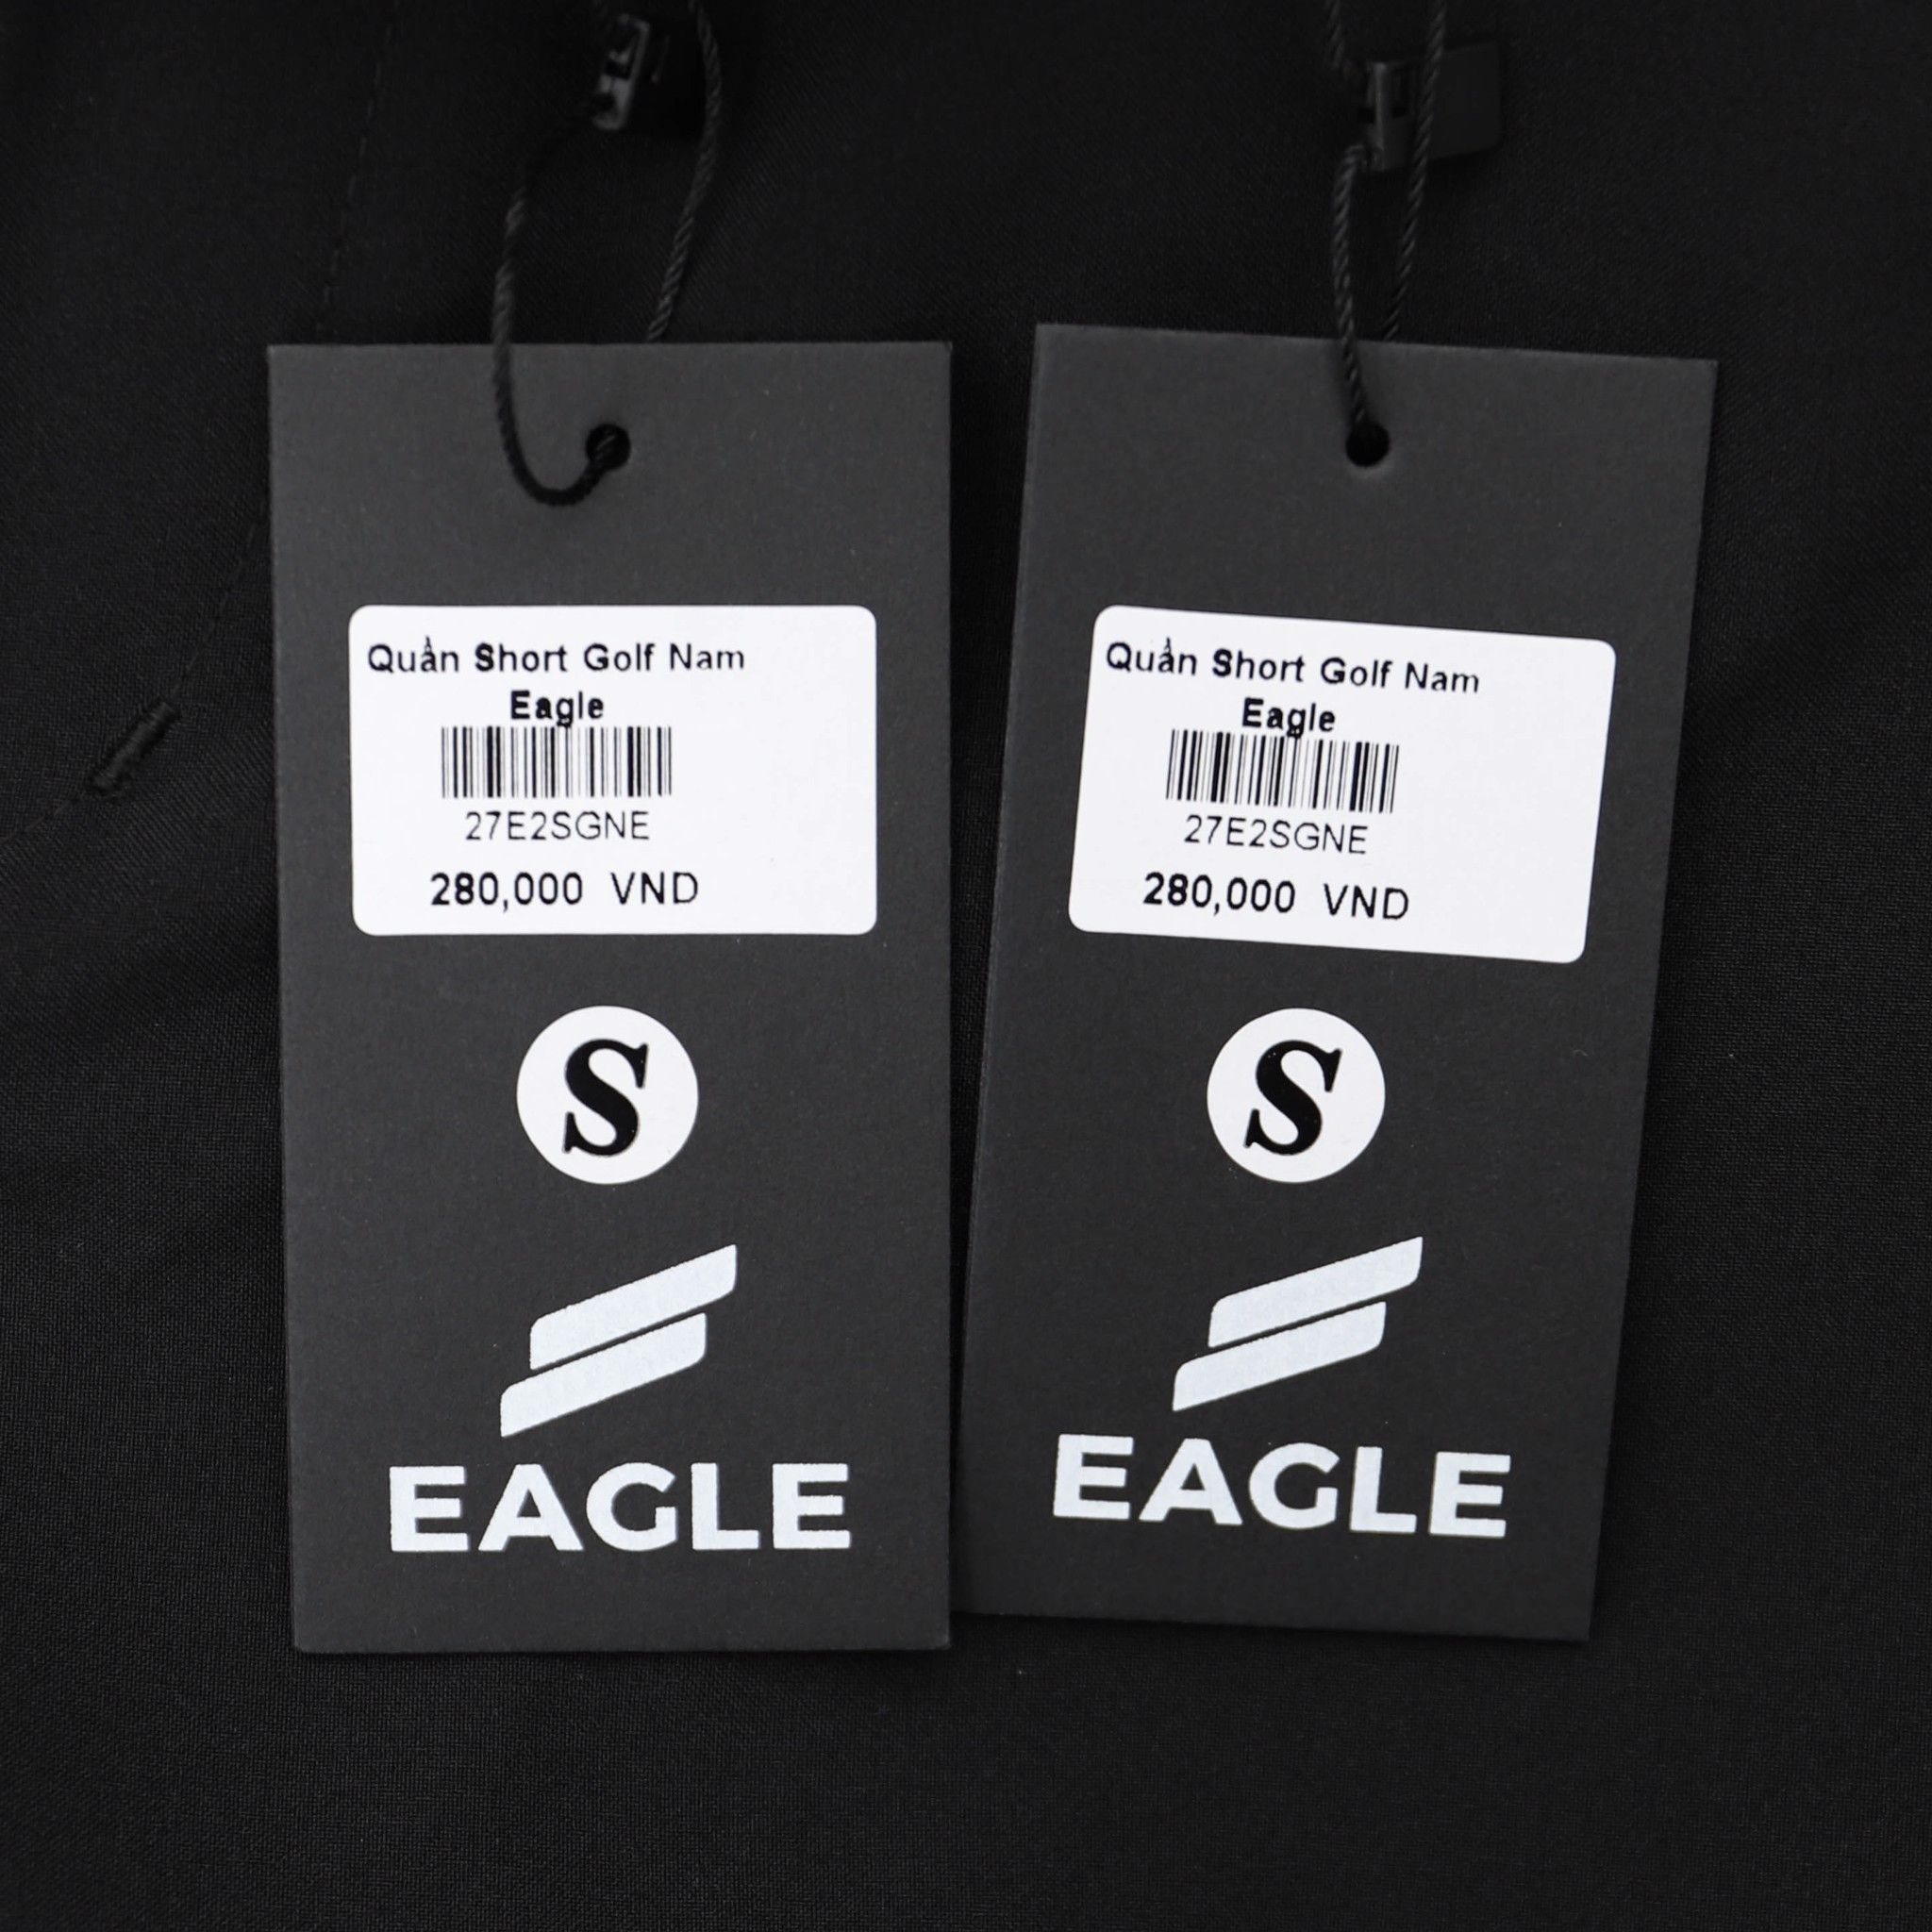 Quần Short Golf Nam
Eagle
27E2SGNE
280,000 VND
S
EAGLE
Quần Short Golf Nam
Eagle
27E2SGNE
280,000 VND
S
EAGLE